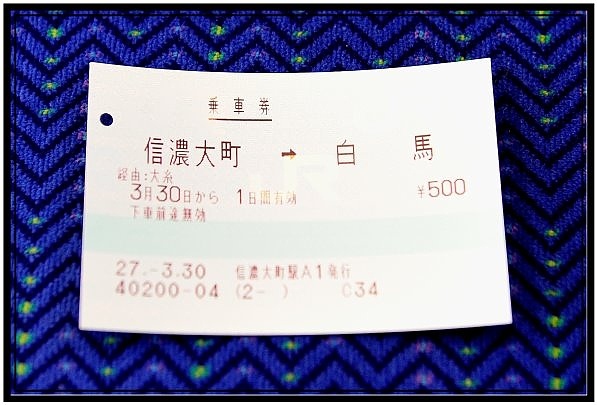 乗車券
信濃大町 ➡ 白馬
経由:大糸
3月30日から 1日間有効 ¥500
下車前途無効
27.-3.30 信濃大町駅A1発行
40200-04 (2- ) C34